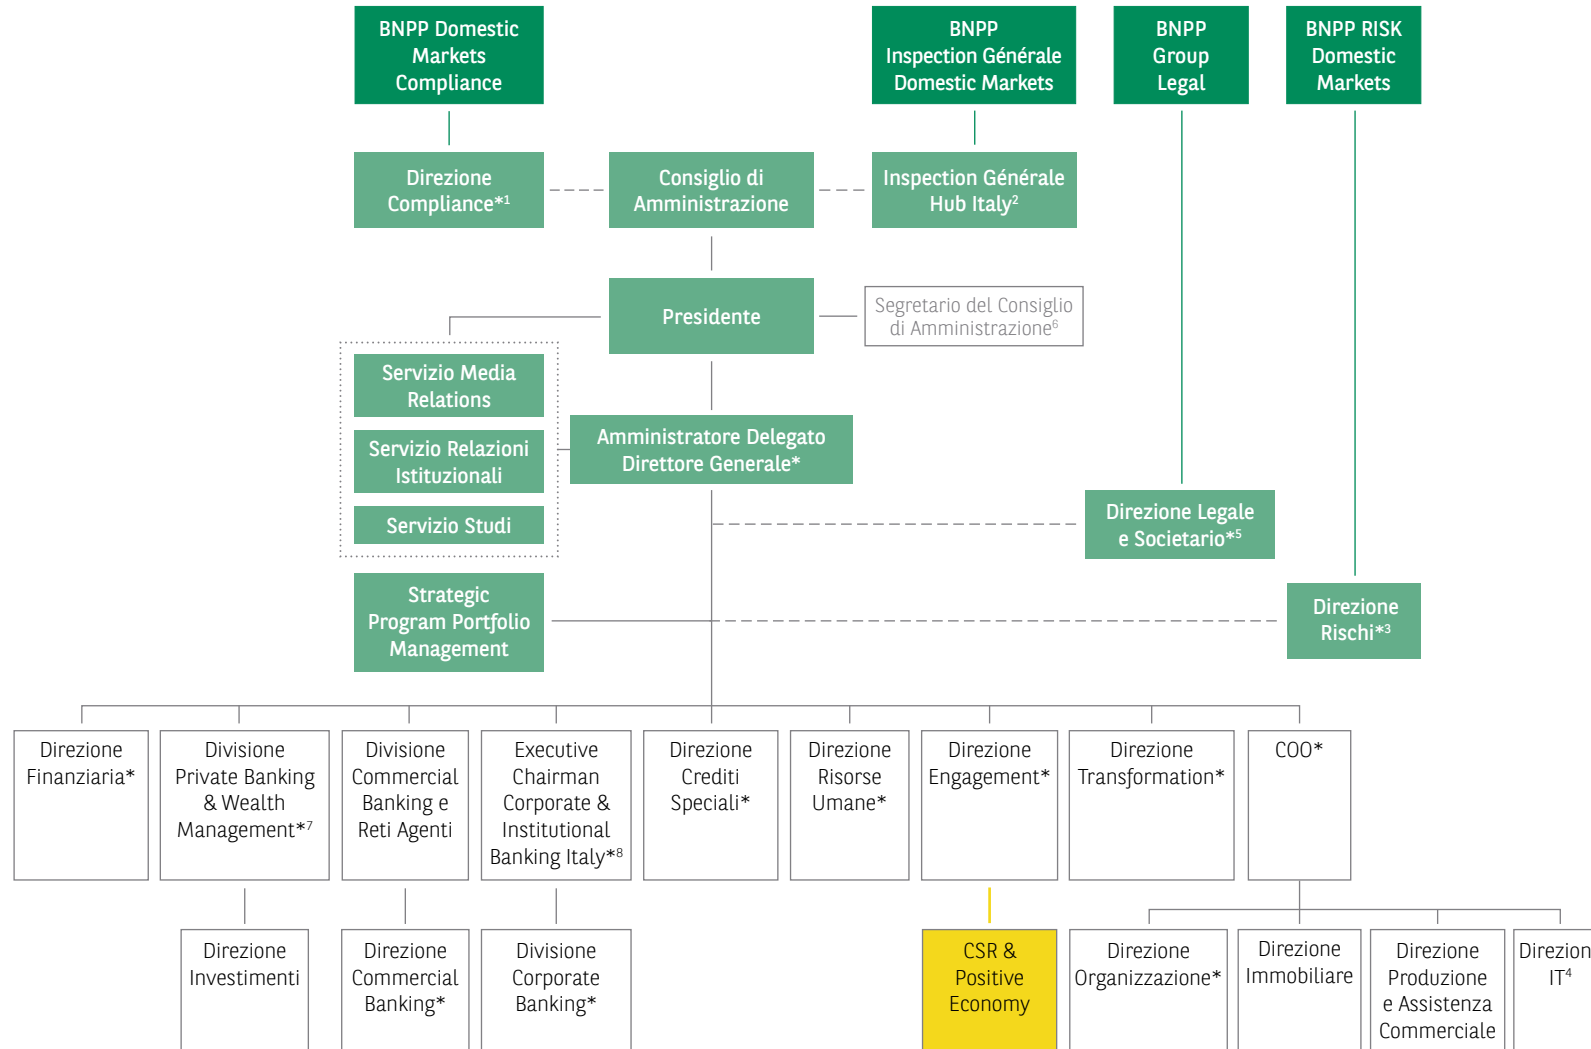 BNPP Domestic
Markets
Compliance
BNPP
Inspection Générale
Domestic Markets
BNPP
Group
Legal
BNPP RISK
Domestic
Markets
Direzione
Compliance*1
Consiglio di
Amministrazione
Inspection Générale
Hub Italy2
Presidente
Segretario del Consiglio
di Amministrazione6
Servizio Media
Relations
Servizio Relazioni
Istituzionali
Servizio Studi
Amministratore Delegato
Direttore Generale*
Direzione Legale
e Societario*5
Strategic
Program Portfolio
Management
Direzione
Rischi*3
Direzione
Finanziaria*
Divisione
Private Banking
& Wealth
Management*7
Divisione
Commercial
Banking e
Reti Agenti
Executive
Chairman
Corporate &
Institutional
Banking Italy*8
Direzione
Crediti
Speciali*
Direzione
Risorse
Umane*
Direzione
Engagement*
Direzione
Transformation*
COO*
Direzione
Investimenti
Direzione
Commercial
Banking*
Divisione
Corporate
Banking*
CSR &
Positive
Economy
Direzione
Organizzazione*
Direzione
Immobiliare
Direzione
Produzione
e Assistenza
Commerciale
Direzion
IT4